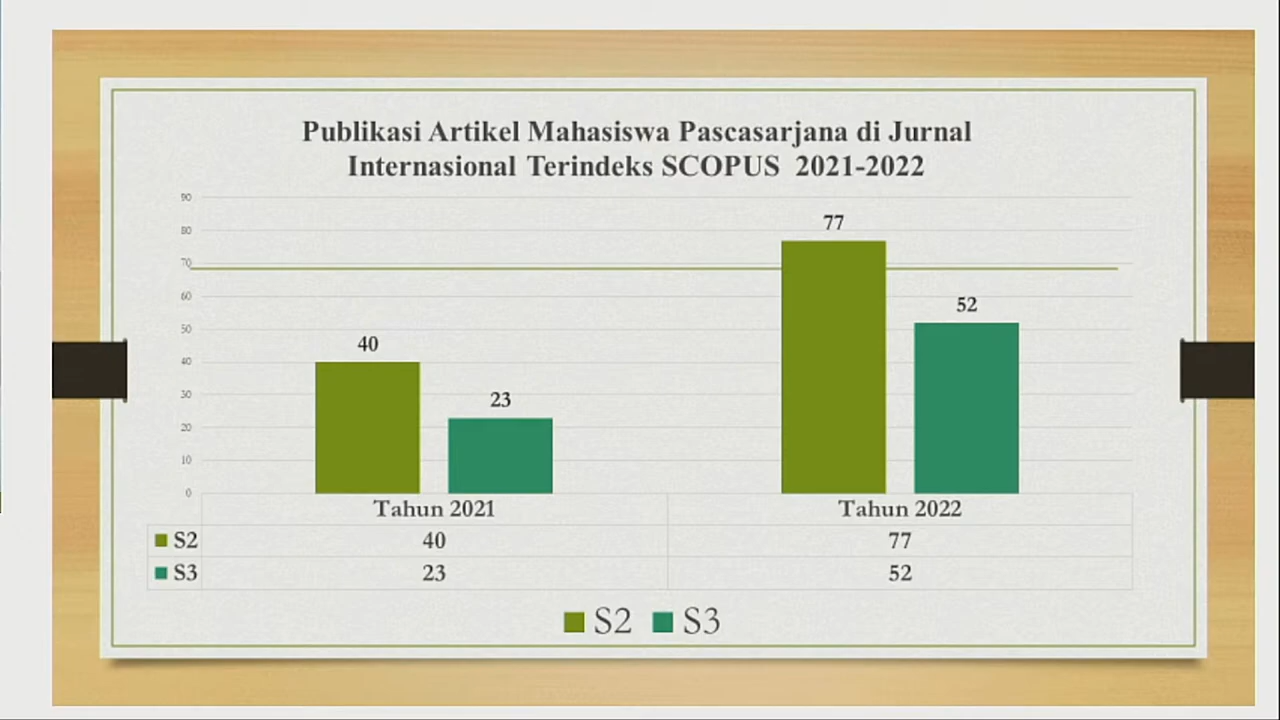 Publikasi Artikel Mahasiswa Pascasarjana di Jurnal
Internasional Terindeks SCOPUS 2021-2022
90
80
70
60
50
40
30
20
10
0
40
23
77
52
Tahun 2021 Tahun 2022
S2 40 77
S3 23 52
S2 S3